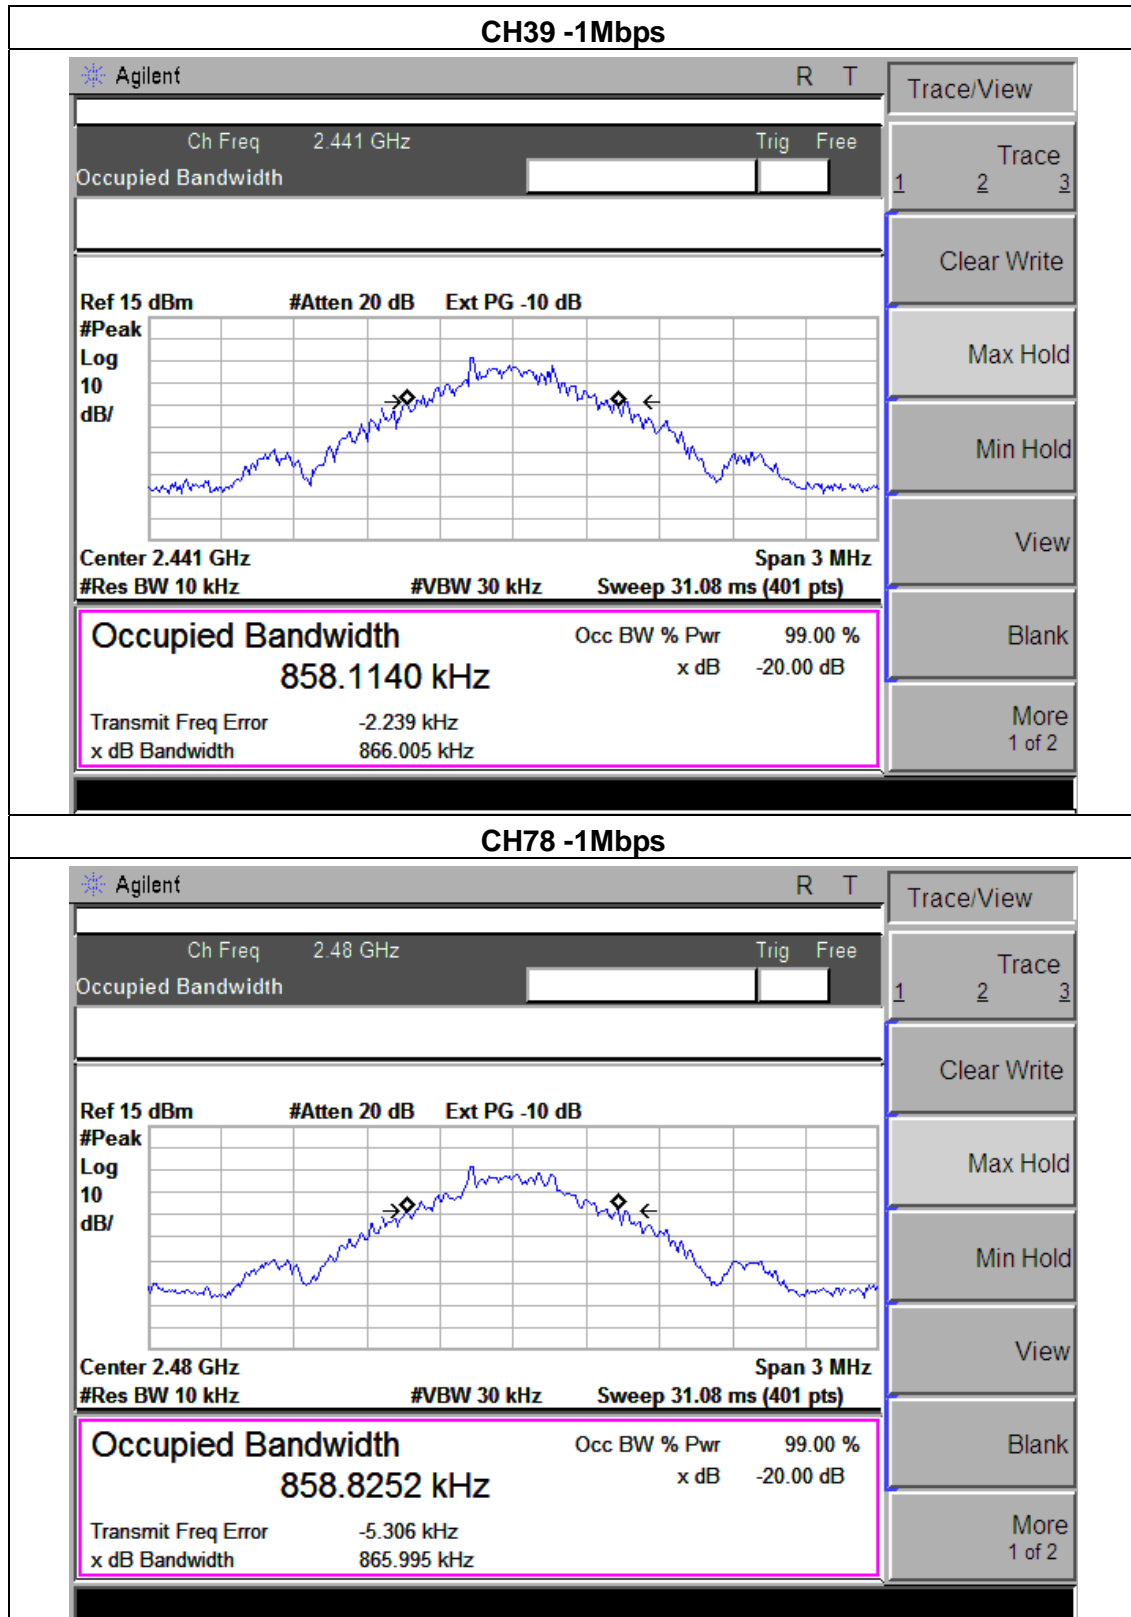 CH39 -1Mbps
Agilent R T
Trace/View
Ch Freq 2.441 GHz Trig Free
Occupied Bandwidth
Trace
1 2 3
Clear Write
Ref 15 dBm #Atten 20 dB Ext PG -10 dB
#Peak
Log
10
dB/
Max Hold
Min Hold
View
Center 2.441 GHz Span 3 MHz
#Res BW 10 kHz #VBW 30 kHz Sweep 31.08 ms (401 pts)
Occupied Bandwidth Occ BW % Pwr 99.00 %
858.1140 kHz x dB -20.00 dB
Blank
Transmit Freq Error -2.239 kHz
x dB Bandwidth 866.005 kHz
More
1 of 2
CH78 -1Mbps
Agilent R T
Trace/View
Ch Freq 2.48 GHz Trig Free
Occupied Bandwidth
Trace
1 2 3
Clear Write
Ref 15 dBm #Atten 20 dB Ext PG -10 dB
#Peak
Log
10
dB/
Max Hold
Min Hold
View
Center 2.48 GHz Span 3 MHz
#Res BW 10 kHz #VBW 30 kHz Sweep 31.08 ms (401 pts)
Occupied Bandwidth Occ BW % Pwr 99.00 %
858.8252 kHz x dB -20.00 dB
Blank
Transmit Freq Error -5.306 kHz
x dB Bandwidth 865.995 kHz
More
1 of 2